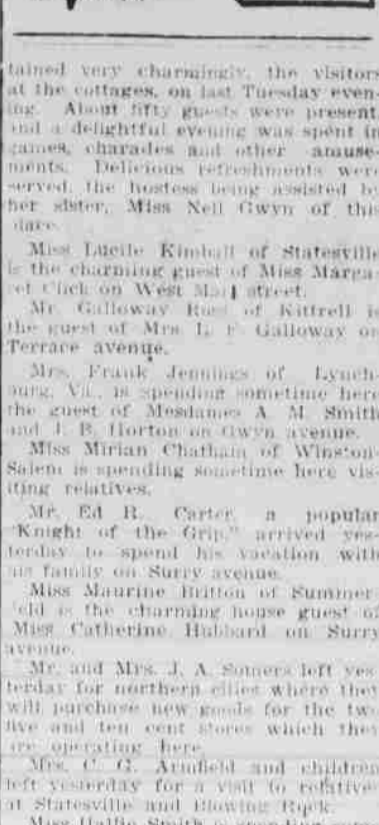 tained very charmingly, the visitors
at the cottages, on last Tuesday even-
ing. About fifty guests were present
and a delightful evening was spent in
games, charades and other amuse-
ments. Delicious refreshments were
served, the hostess being assisted by
her sister, Miss Nell Gwyn of this
place.
Miss Lucile Kimball of Statesville
is the charming guest of Miss Marga-
ret Click on West Main street.
Mr. Galloway Ross of Kittrell is
the guest of Mrs. L. F. Galloway on
Terrace avenue.
Mrs. Frank Jennings of Lynch-
burg, Va., is spending sometime here
the guest of Mesdames A. M. Smith
and J. B. Horton on Gwyn avenue.
Miss Mirian Chatham of Winston-
Salem is spending sometime here vis-
iting relatives.
Mr. Ed R. Carter, a popular
"Knight of the Grip," arrived yes-
terday to spend his vacation with
his family on Surry avenue.
Miss Maurine Britton of Summer-
field is the charming house guest of
Miss Catherine Hubbard on Surry
avenue.
Mr. and Mrs. J. A. Somers left yes-
terday for northern cities where they
will purchase new goods for the two
five and ten cent stores which they
are operating here.
Mrs. C. G. Armfield and children
left yesterday for a visit to relatives
at Statesville and Blowing Rock.
Miss Hallie Smith is spending